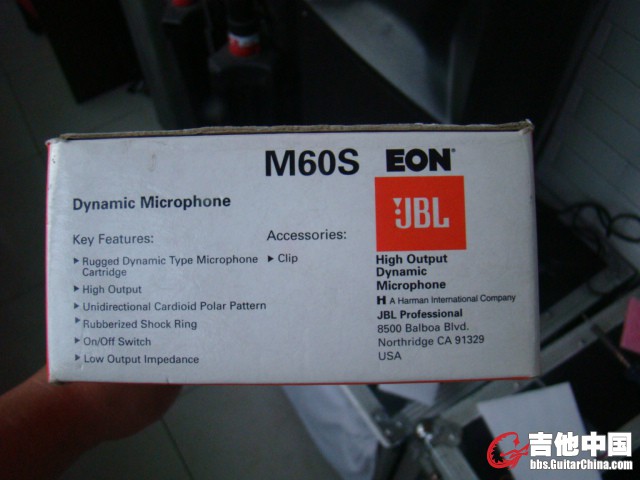 M60S EON®
JBL
Dynamic Microphone
Key Features:
▸ Rugged Dynamic Type Microphone
Cartridge
▸ High Output
▸ Unidirectional Cardioid Polar Pattern
▸ Rubberized Shock Ring
▸ On/Off Switch
▸ Low Output Impedance
Accessories:
▸ Clip
High Output
Dynamic
Microphone
H A Harman International Company
JBL Professional
8500 Balboa Blvd.
Northridge CA 91329
USA
吉他中国
bbs.GuitarChina.com